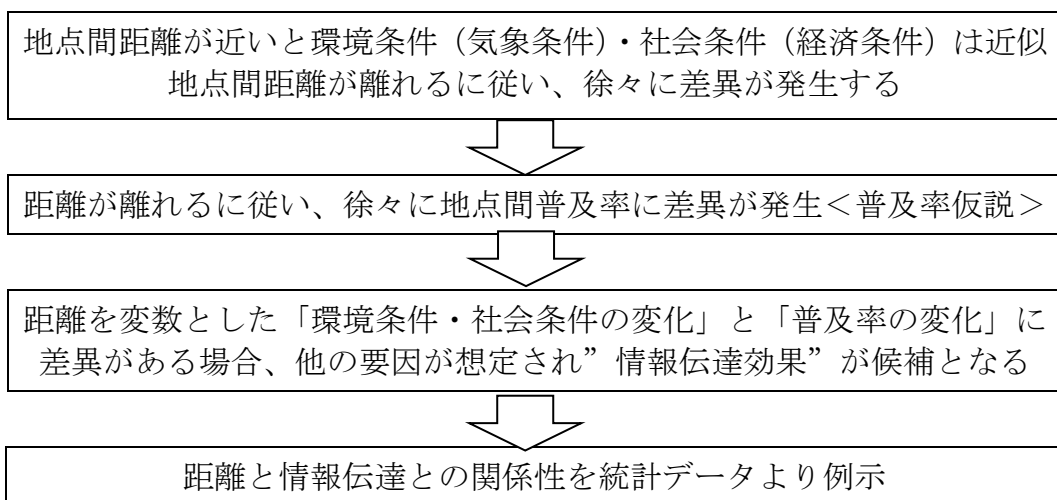 地点間距離が近いと環境条件（気象条件）・社会条件（経済条件）は近似
地点間距離が離れるに従い、徐々に差異が発生する
距離が離れるに従い、徐々に地点間普及率に差異が発生＜普及率仮説＞
距離を変数とした「環境条件・社会条件の変化」と「普及率の変化」に
差異がある場合、他の要因が想定され”情報伝達効果”が候補となる
距離と情報伝達との関係性を統計データより例示